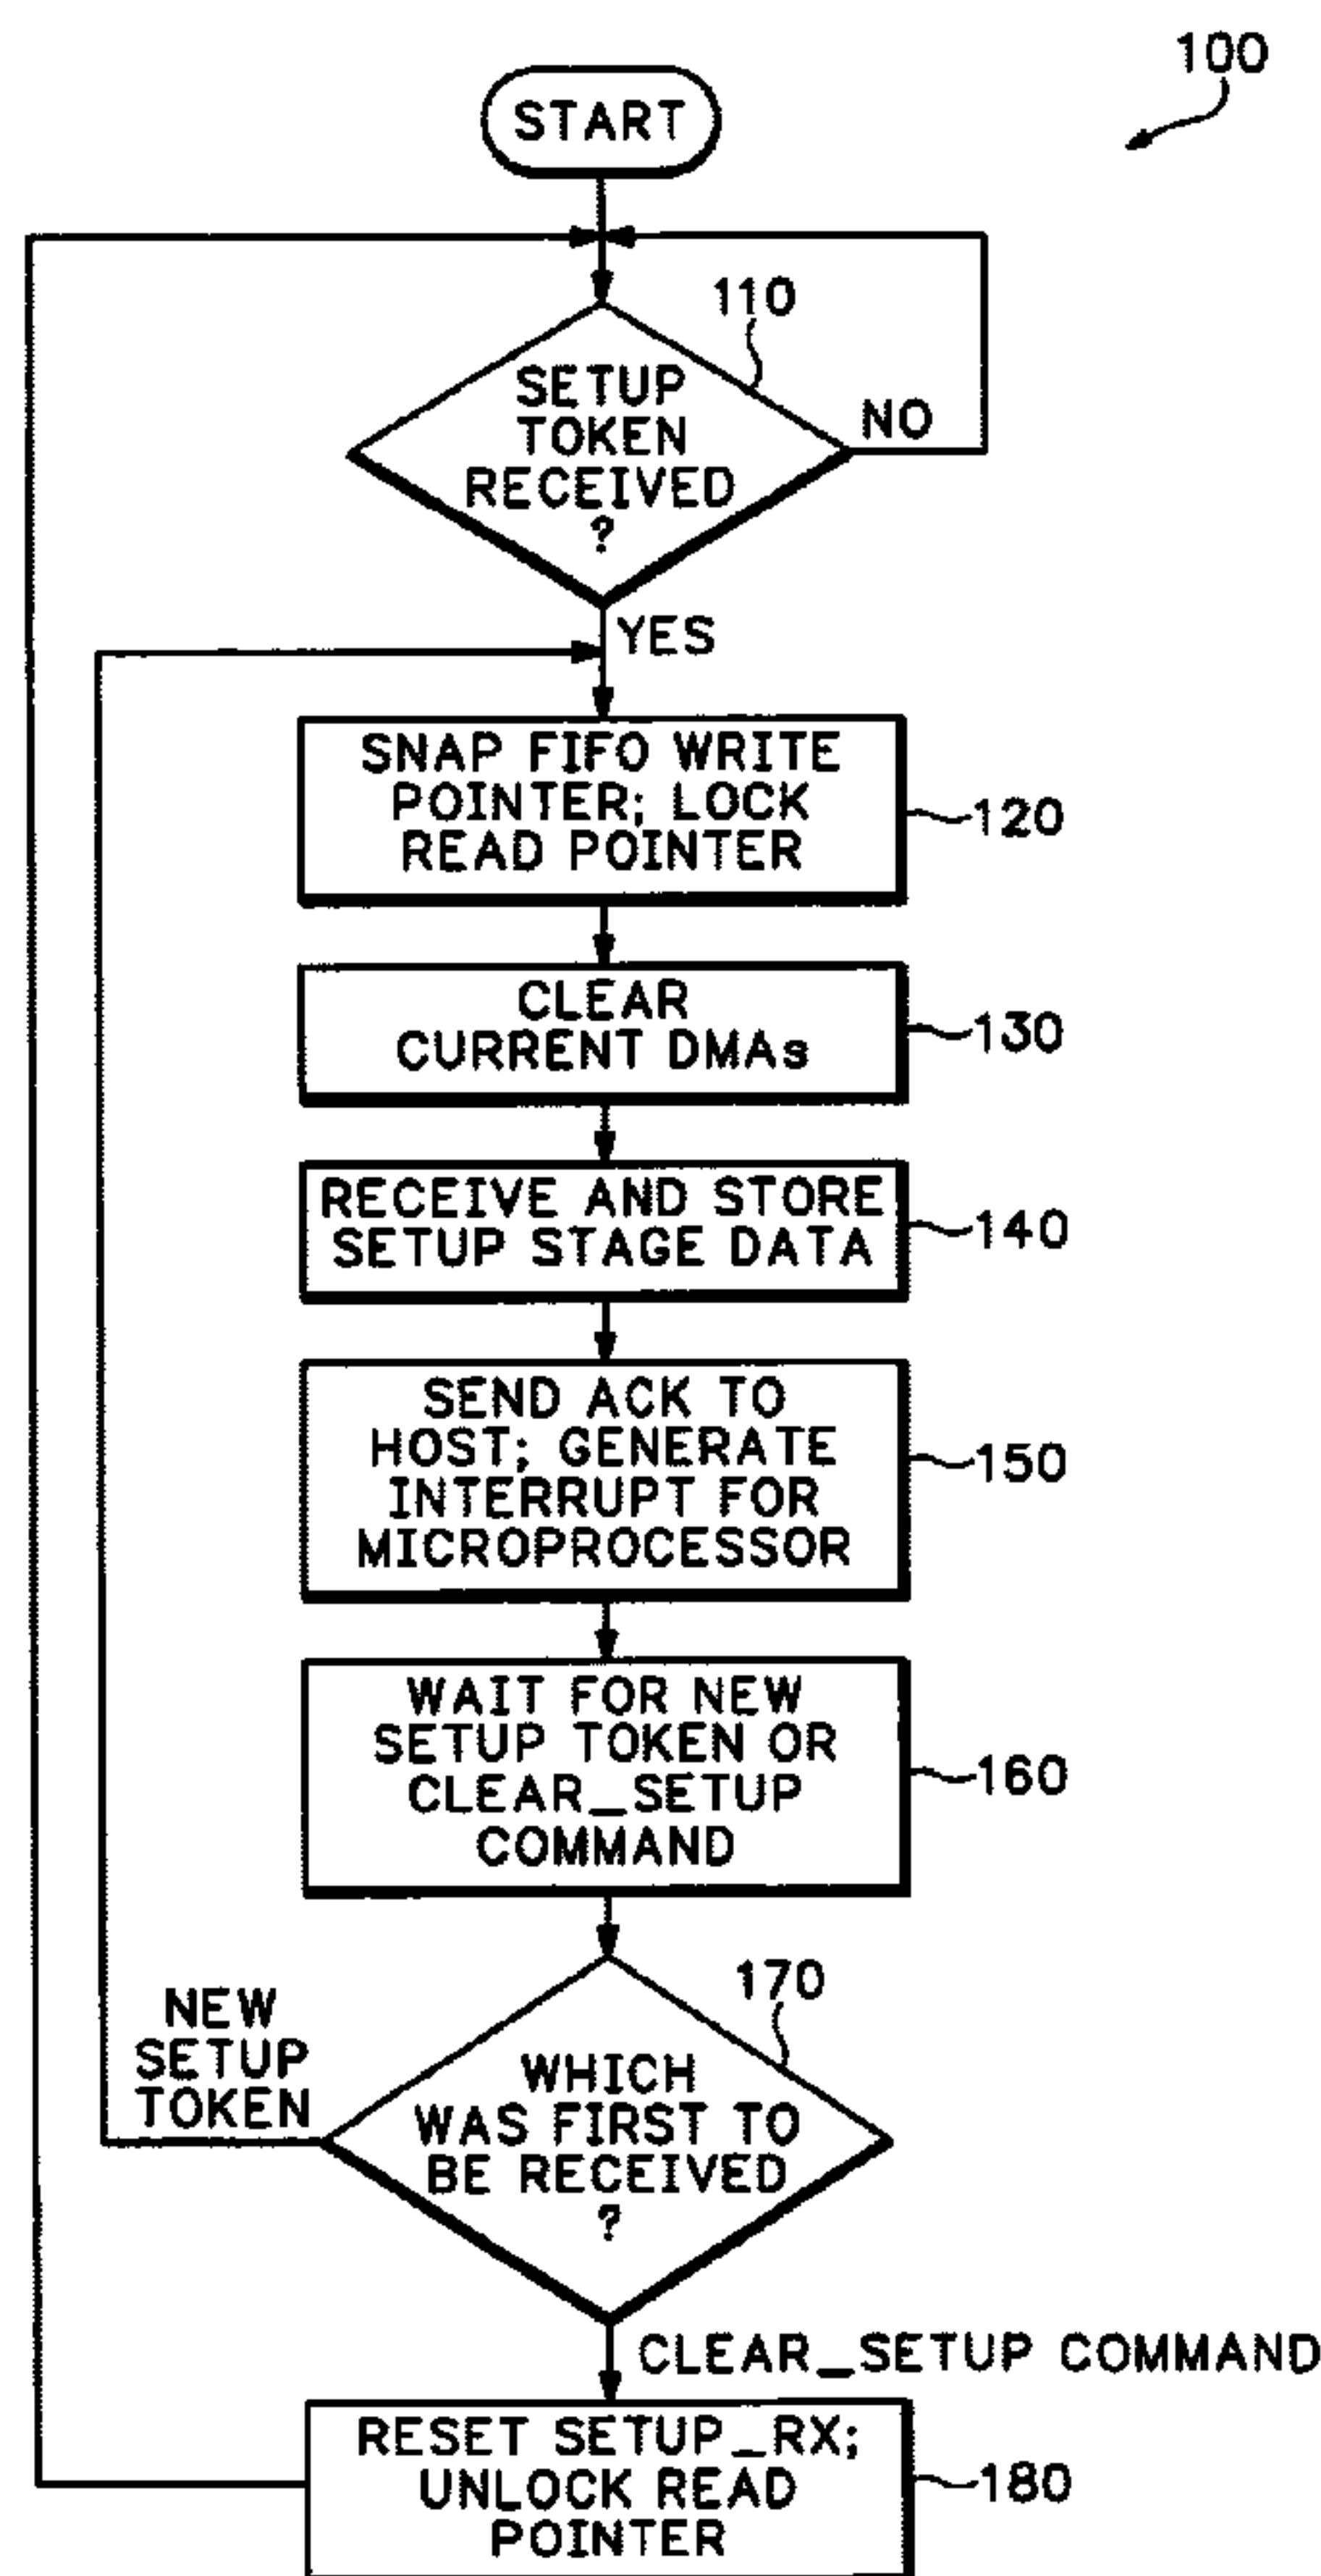 100
START
110
SETUP
TOKEN
RECEIVED
?
NO
YES
SNAP FIFO WRITE
POINTER; LOCK
READ POINTER
120
CLEAR
CURRENT DMAs
130
RECEIVE AND STORE
SETUP STAGE DATA
140
SEND ACK TO
HOST; GENERATE
INTERRUPT FOR
MICROPROCESSOR
150
WAIT FOR NEW
SETUP TOKEN OR
CLEAR_SETUP
COMMAND
160
170
NEW
SETUP
TOKEN
WHICH
WAS FIRST TO
BE RECEIVED
?
CLEAR_SETUP COMMAND
RESET SETUP_RX;
UNLOCK READ
POINTER
180